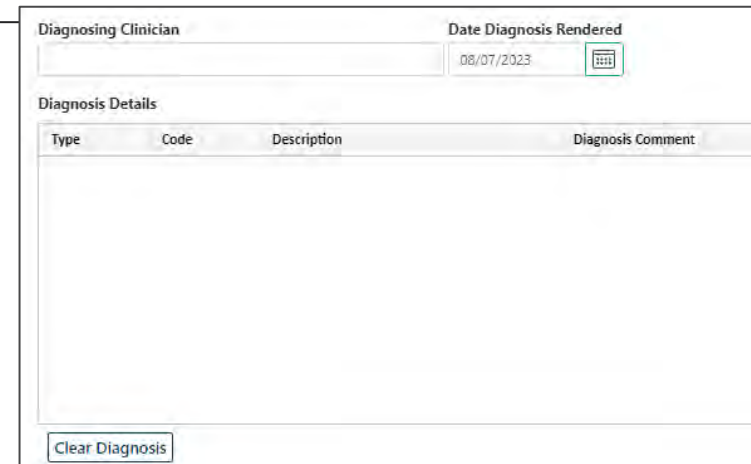 Diagnosing Clinician Date Diagnosis Rendered
08/07/2023
Diagnosis Details
Type Code Description Diagnosis Comment
Clear Diagnosis